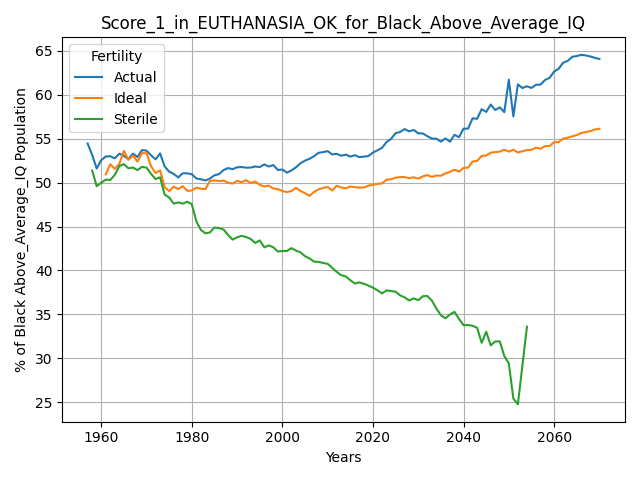 Score_1_in_EUTHANASIA_OK_for_Black_Above_Average_IQ
% of Black Above_Average_IQ Population
65
60
55
50
45
40
35
30
25
Fertility
Actual
Ideal
Sterile
1960
1980
2000
2020
2040
2060
Years